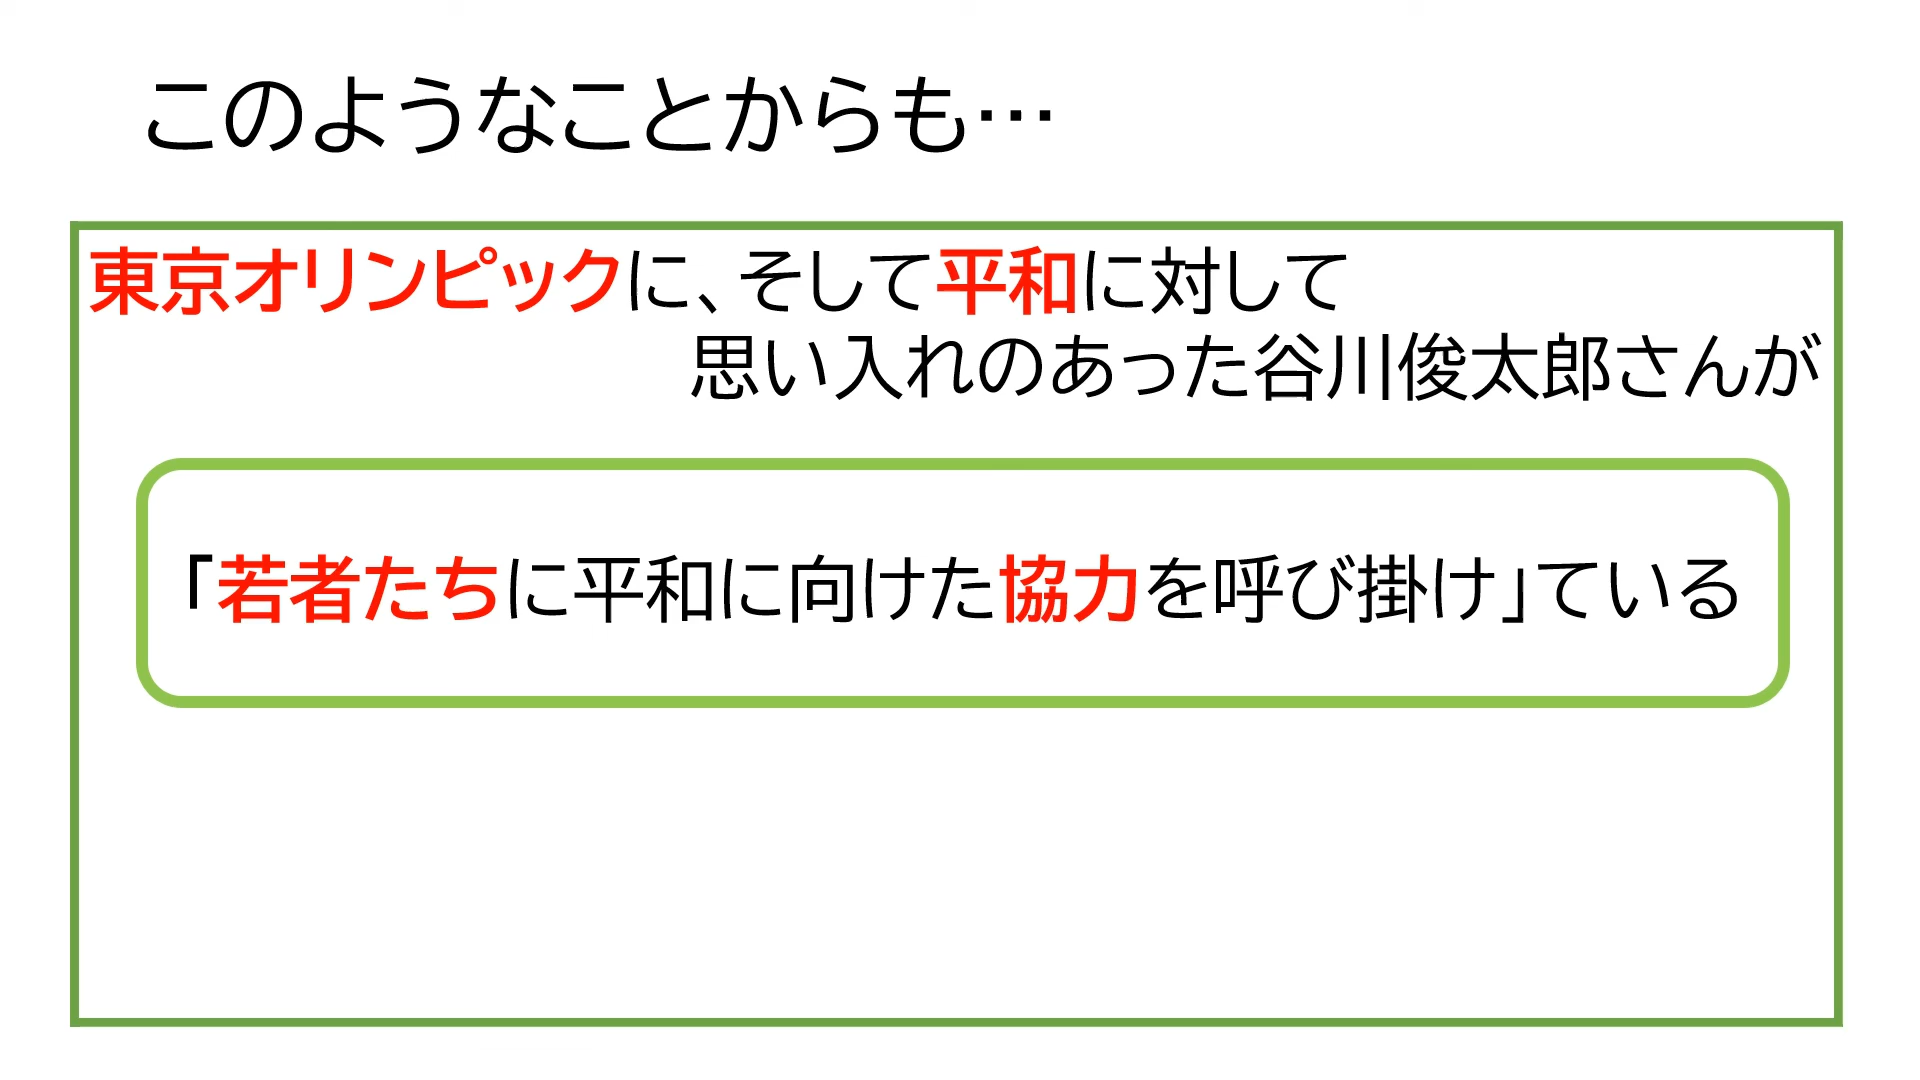 このようなことからも…
東京オリンピックに、そして平和に対して
思い入れのあった谷川俊太郎さんが
「若者たちに平和に向けた協力を呼び掛け」ている